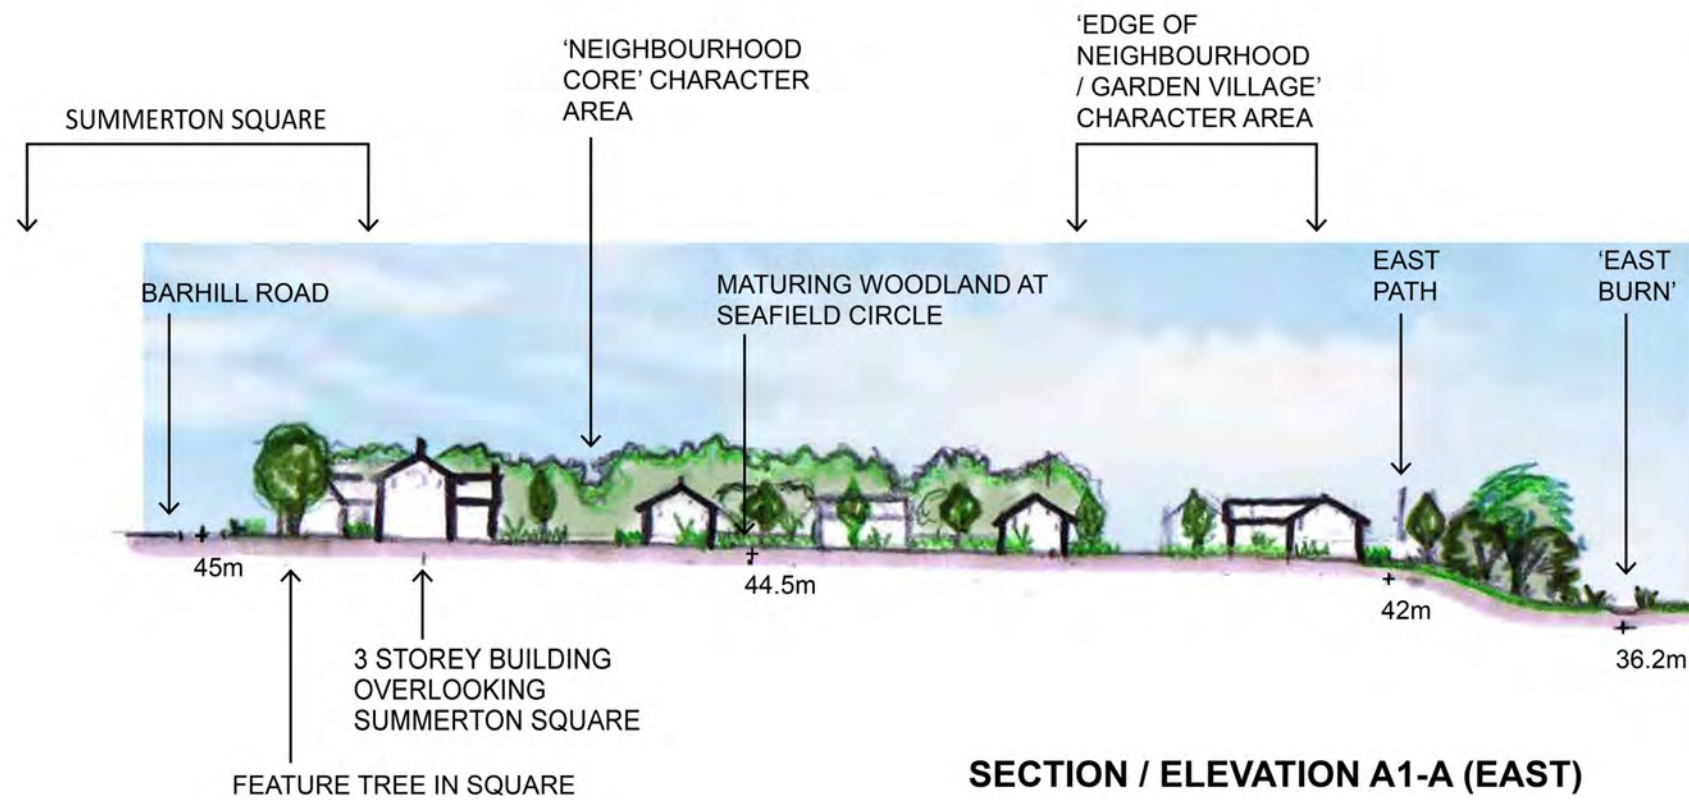 'EDGE OF
NEIGHBOURHOOD
/ GARDEN VILLAGE'
CHARACTER AREA
'NEIGHBOURHOOD
CORE' CHARACTER
AREA
SUMMERTON SQUARE
BARHILL ROAD
MATURING WOODLAND AT
SEAFIELD CIRCLE
EAST
PATH
'EAST
BURN'
45m
44.5m
42m
36.2m
3 STOREY BUILDING
OVERLOOKING
SUMMERTON SQUARE
FEATURE TREE IN SQUARE
SECTION / ELEVATION A1-A (EAST)